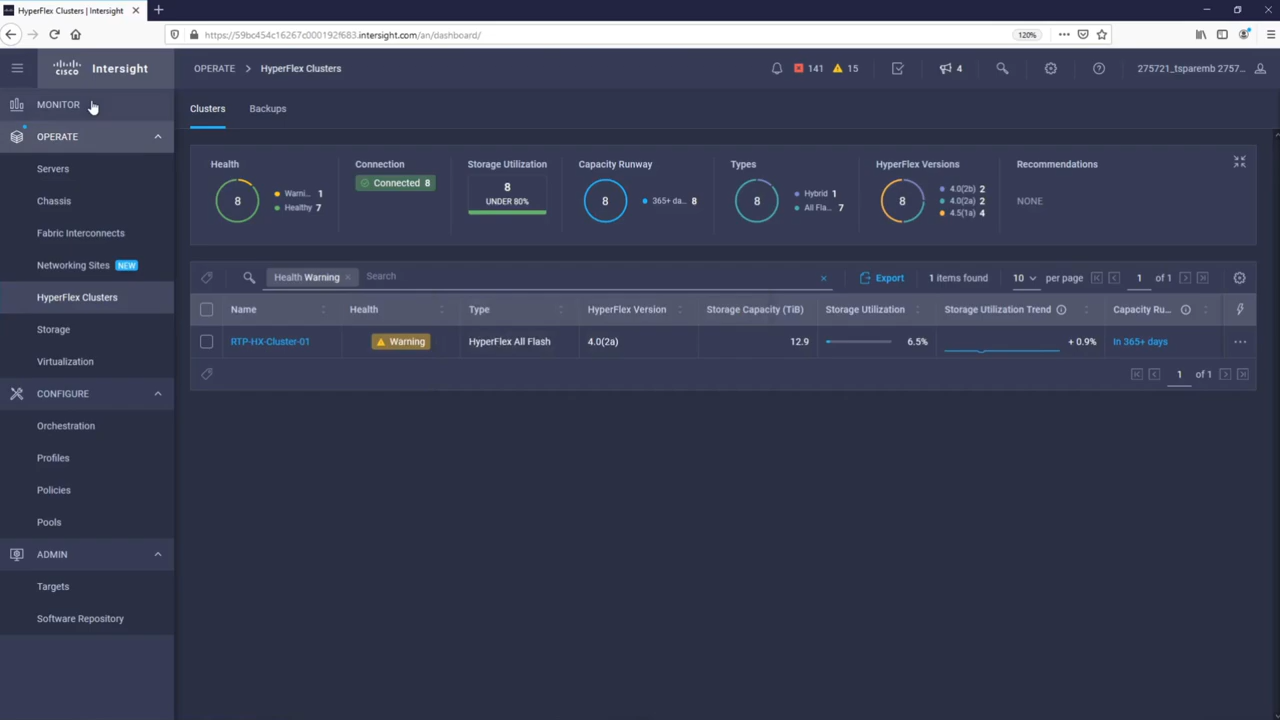 HyperFlex Clusters | Intersight
https://59bc454c16267c000192f683.intersight.com/an/dashboard/
120%
CISCO Intersight
OPERATE > HyperFlex Clusters
141 15
4
275721_tsparemb 2757...
MONITOR
OPERATE
Servers
Chassis
Fabric Interconnects
Networking Sites NEW
HyperFlex Clusters
Storage
Virtualization
CONFIGURE
Orchestration
Profiles
Policies
Pools
ADMIN
Targets
Software Repository
Clusters Backups
Health
8
Warni... 1
Healthy 7
Connection
Connected 8
Storage Utilization
8
UNDER 80%
Capacity Runway
8
365+ da... 8
Types
8
Hybrid 1
All Fla... 7
HyperFlex Versions
8
4.0(2b) 2
4.0(2a) 2
4.5(1a) 4
Recommendations
NONE
Health Warning × Search
Export 1 items found 10 per page 1 of 1
Name Health Type HyperFlex Version Storage Capacity (TiB) Storage Utilization Storage Utilization Trend Capacity Ru...
RTP-HX-Cluster-01 Warning HyperFlex All Flash 4.0(2a) 12.9 6.5% + 0.9% In 365+ days
1 of 1